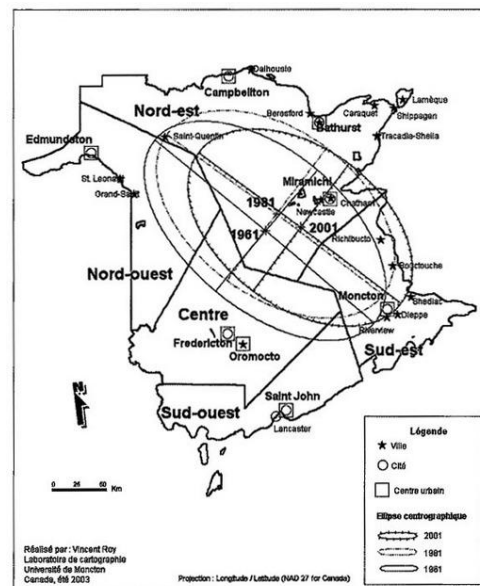 Dalhousie
Campbellton
Nord-est
Beresford
Bathurst
Caraquet
Lamèque
Shippagan
Tracadia-Sheila
Edmundston
Saint-Quentin
St. Leonard
Grand-Sault
Miramichi
Newcastle
Chatham
1981
1961
2001
Richibucto
Nord-ouest
Bouctouche
Moncton
Shediac
Dieppe
Riverview
Centre
Fredericton
Oromocto
Sud-est
Sud-ouest
Saint John
Lancaster
NORD
0 25 50
Km
Légende
Ville
Cité
Centre urbain
Ellipse centrographique
2001
1981
1961
Réalisé par : Vincent Roy
Laboratoire de cartographie
Université de Moncton
Canada, été 2003
Projection : Longitude / Latitude (NAD 27 for Canada)